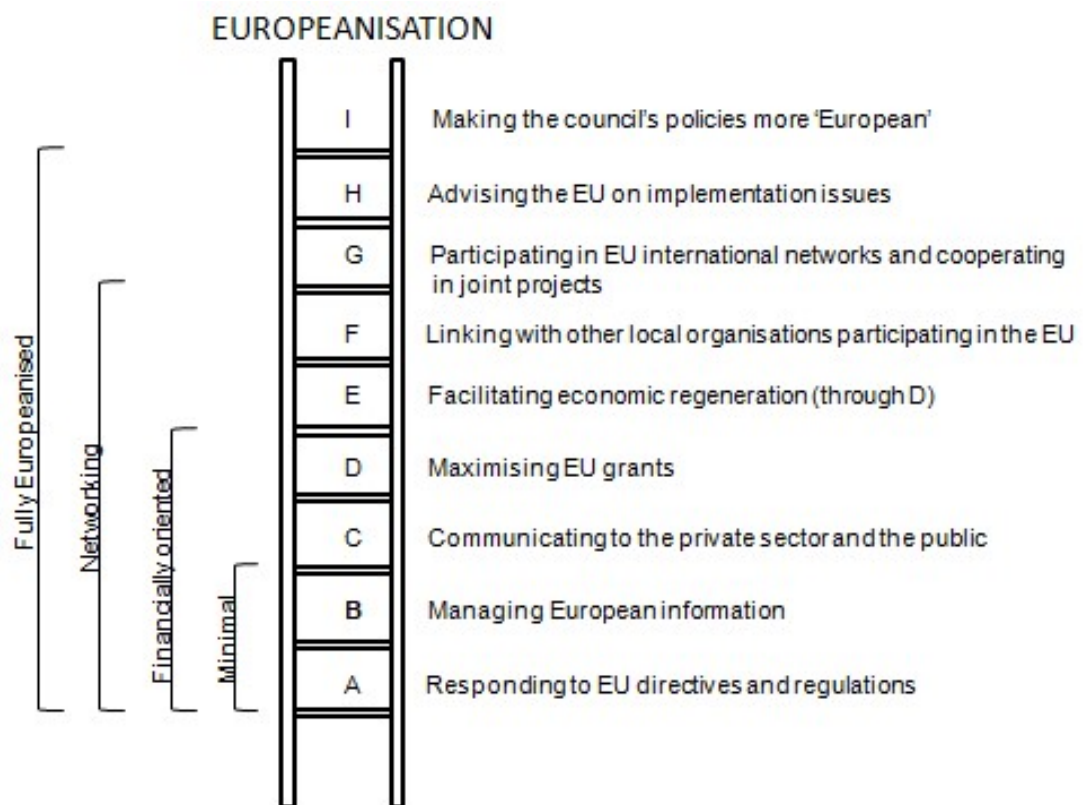 EUROPEANISATION
I Making the council's policies more 'European'
H Advising the EU on implementation issues
G Participating in EU international networks and cooperating
in joint projects
F Linking with other local organisations participating in the EU
E Facilitating economic regeneration (through D)
D Maximising EU grants
C Communicating to the private sector and the public
B Managing European information
A Responding to EU directives and regulations
Fully Europeanised
Networking
Financially oriented
Minimal